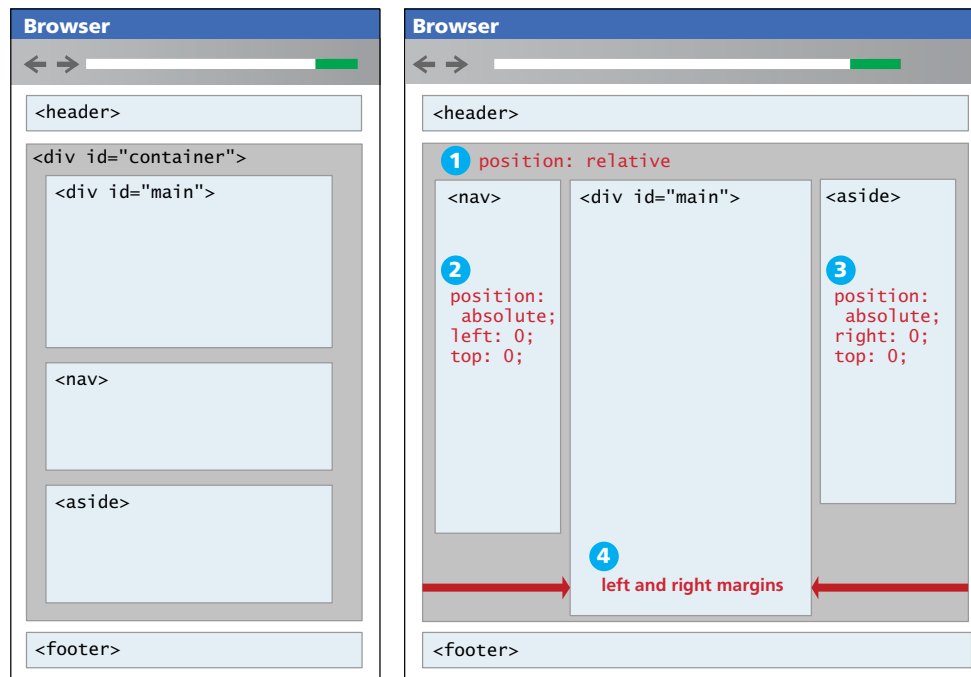 Browser
<header>
<div id="container">
<div id="main">
<nav>
<aside>
<footer>
Browser
<header>
1 position: relative
<nav>
2
position:
absolute;
left: 0;
top: 0;
<div id="main">
4
left and right margins
<aside>
3
position:
absolute;
right: 0;
top: 0;
<footer>